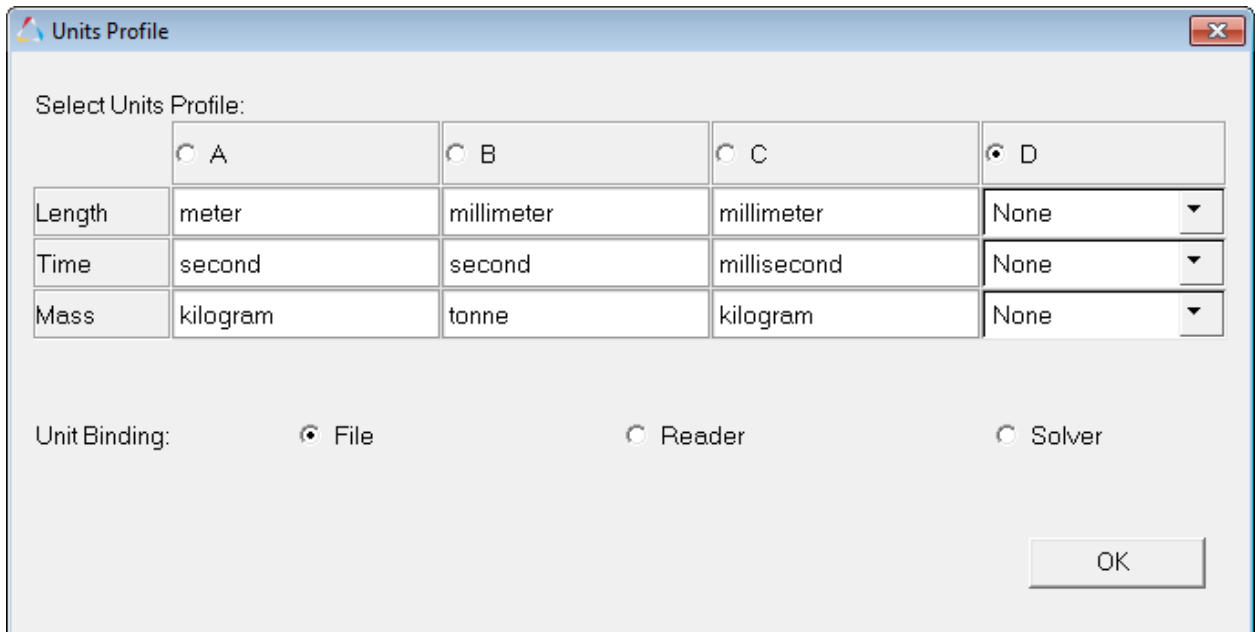 Units Profile
Select Units Profile:
A B C D
Length meter millimeter millimeter None
Time second second millisecond None
Mass kilogram tonne kilogram None
Unit Binding: File Reader Solver
OK